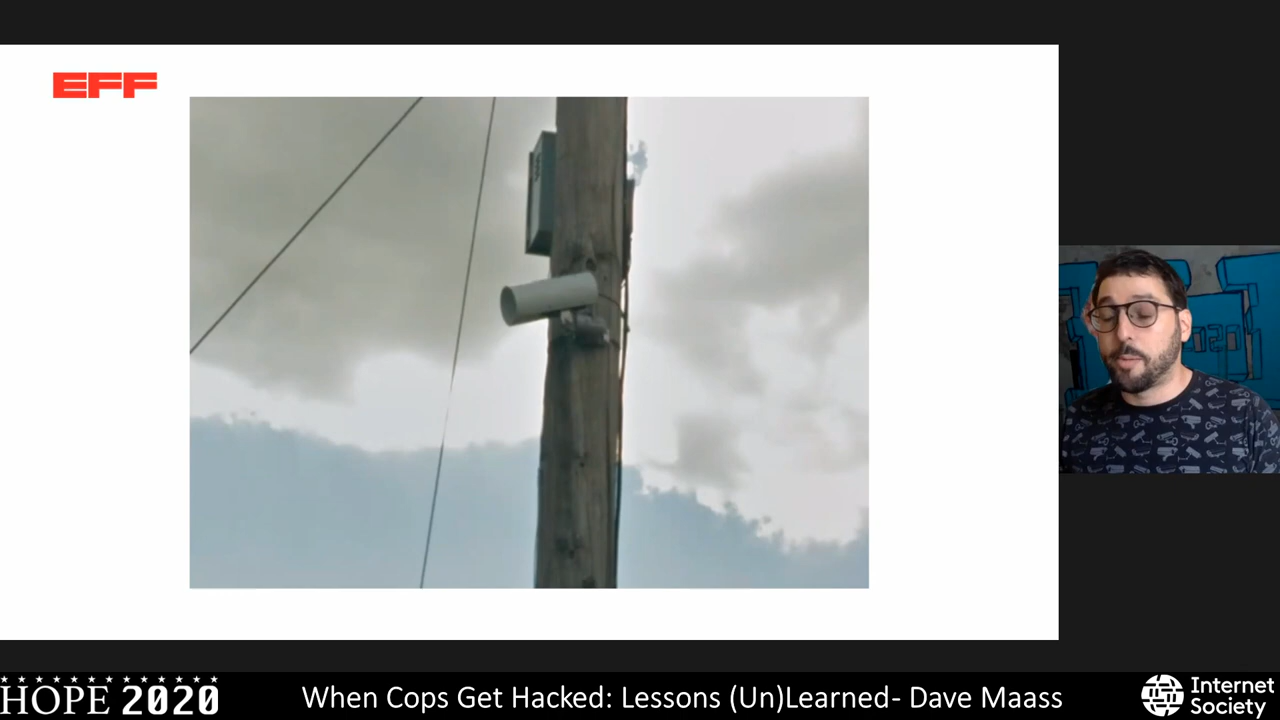 EFF
HOPE 2020
When Cops Get Hacked: Lessons (Un)Learned- Dave Maass
Internet
Society